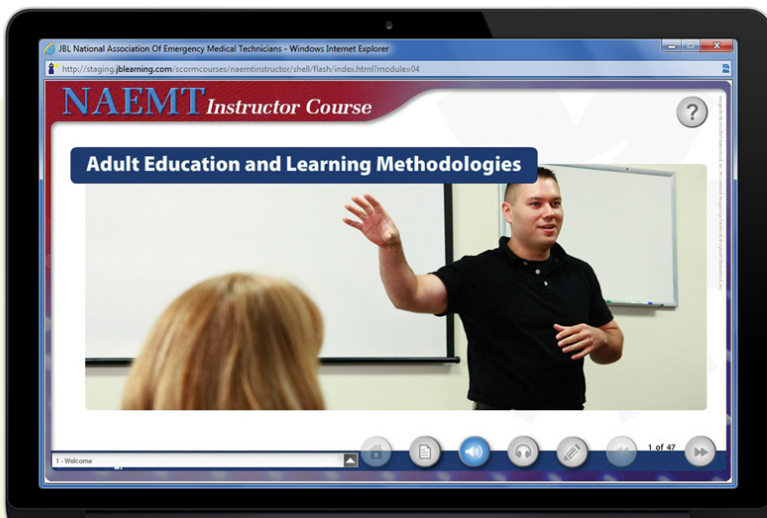 JBL National Association Of Emergency Medical Technicians - Windows Internet Explorer
http://staging.jblearning.com/scormcourses/naemtinstructor/shell/flash/index.html?module=04
NAEMT Instructor Course
?
Adult Education and Learning Methodologies
1 - Welcome
1 of 47